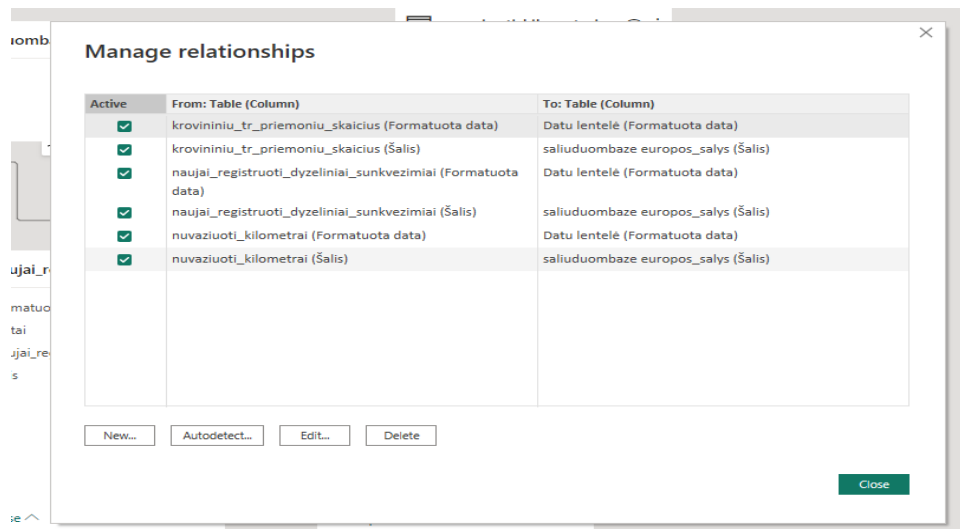 Manage relationships
Active From: Table (Column) To: Table (Column)
krovininiu_tr_priemoniu_skaicius (Formatuota data) Datu lentelė (Formatuota data)
krovininiu_tr_priemoniu_skaicius (Šalis) saliuduombaze europos_salys (Šalis)
naujai_registruoti_dyzeliniai_sunkvezimiai (Formatuota Datu lentelė (Formatuota data)
data)
naujai_registruoti_dyzeliniai_sunkvezimiai (Šalis) saliuduombaze europos_salys (Šalis)
nuvaziuoti_kilometrai (Formatuota data) Datu lentelė (Formatuota data)
nuvaziuoti_kilometrai (Šalis) saliuduombaze europos_salys (Šalis)
New... Autodetect... Edit... Delete
Close
uomb
ujai_r
matuo
tai
ujai_re
s
se